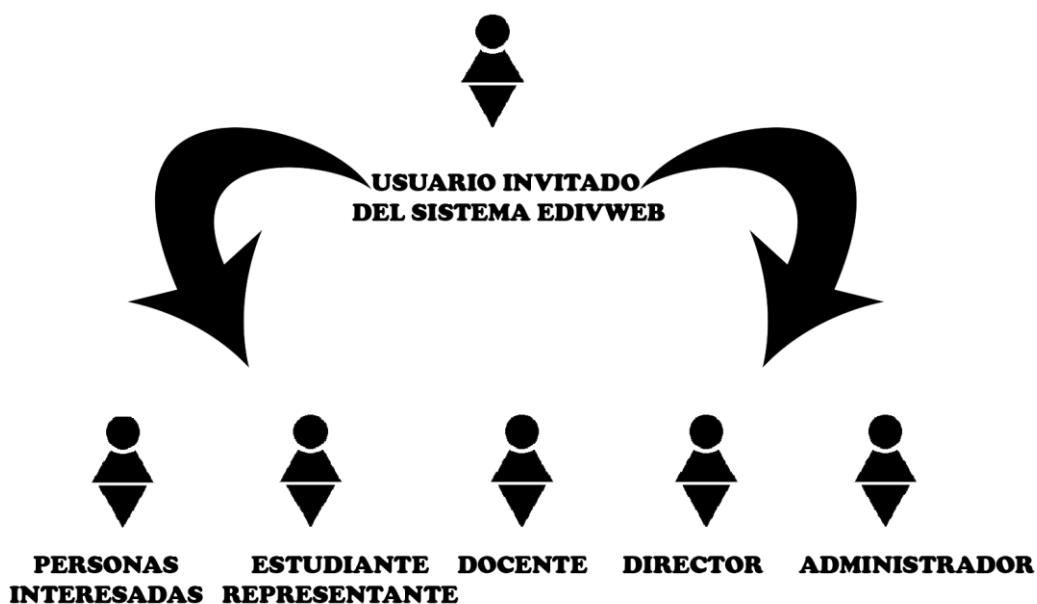 USUARIO INVITADO
DEL SISTEMA EDIVWEB
PERSONAS
INTERESADAS
ESTUDIANTE
REPRESENTANTE
DOCENTE
DIRECTOR
ADMINISTRADOR